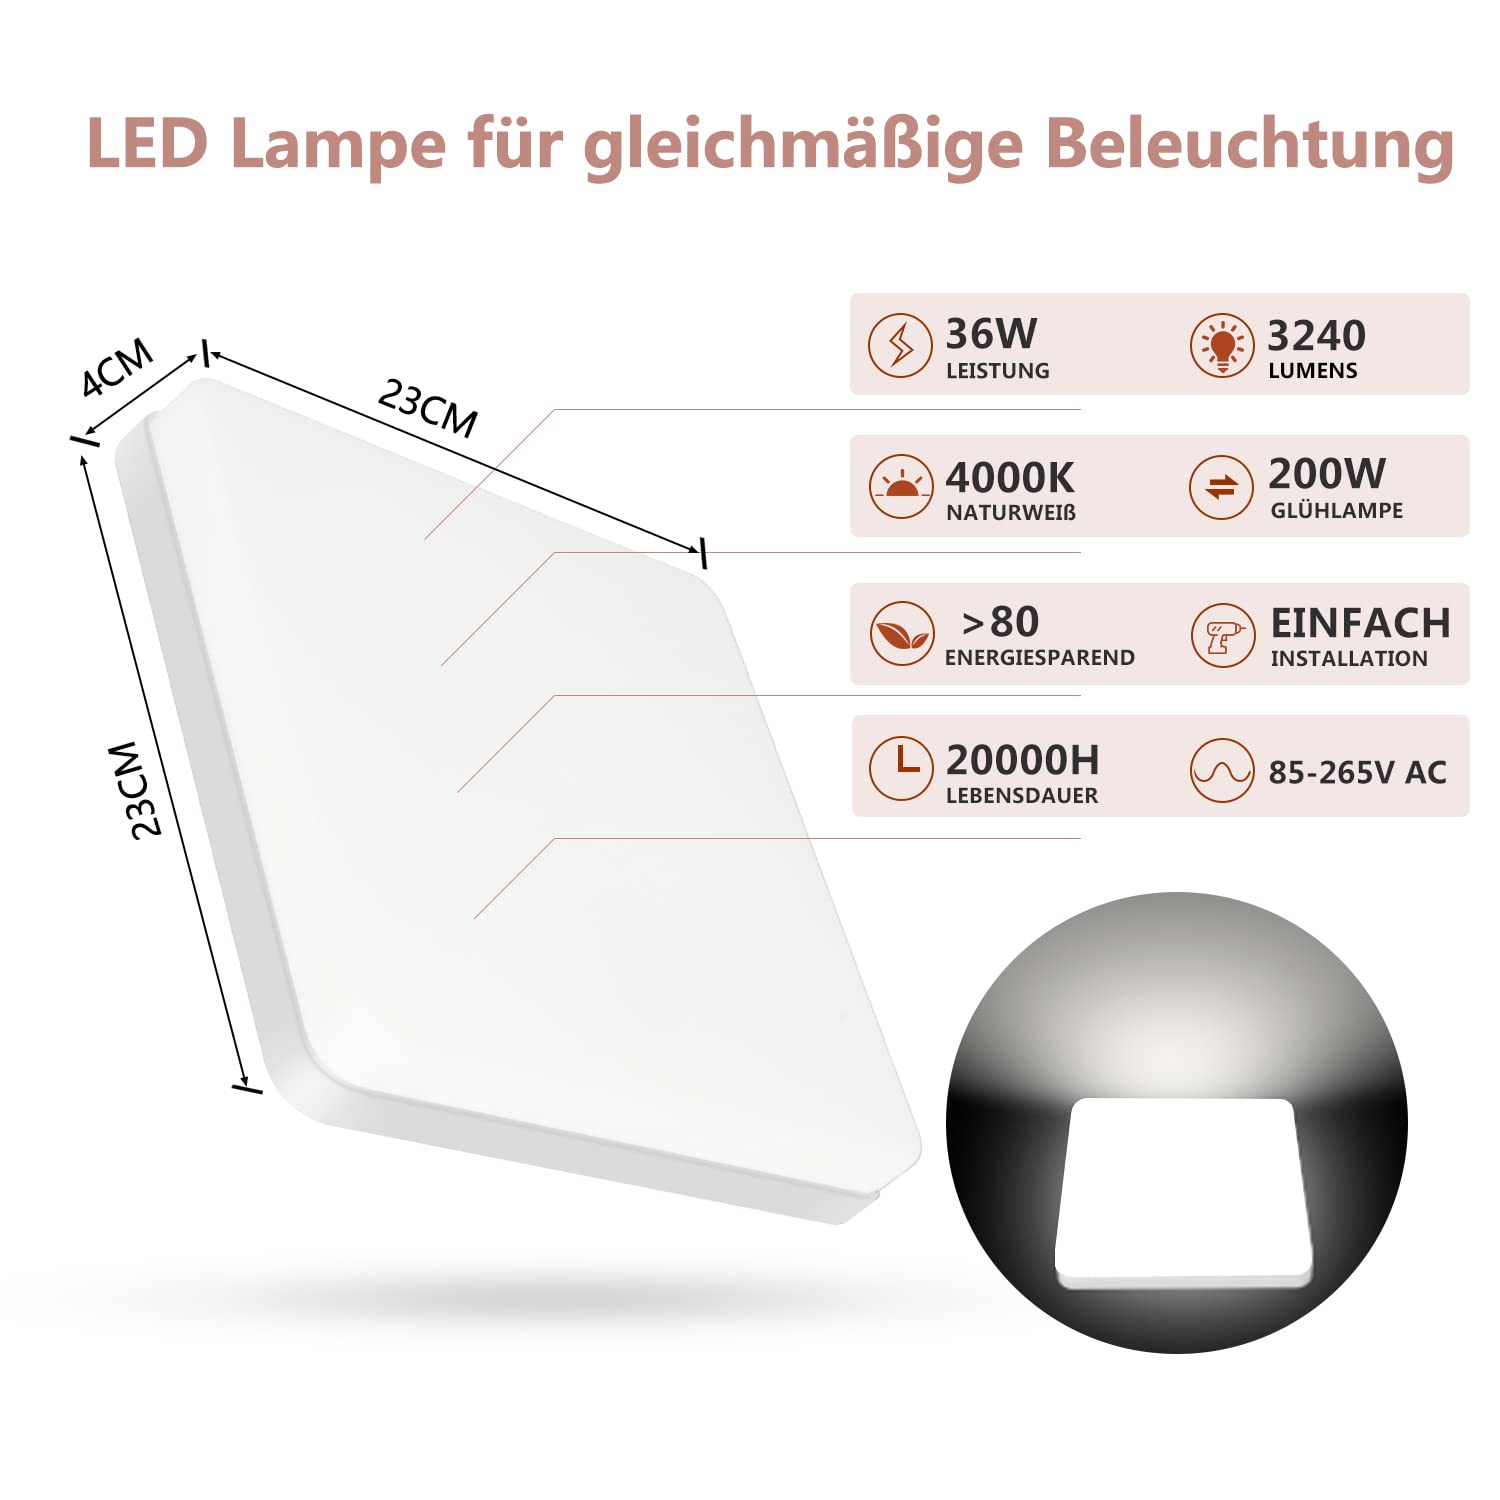 LED Lampe für gleichmäßige Beleuchtung
4CM
23CM
23CM
36W
LEISTUNG
3240
LUMENS
4000K
NATURWEIß
200W
GLÜHLAMPE
>80
ENERGIESPAREND
EINFACH
INSTALLATION
20000H
LEBENSDAUER
85-265V AC